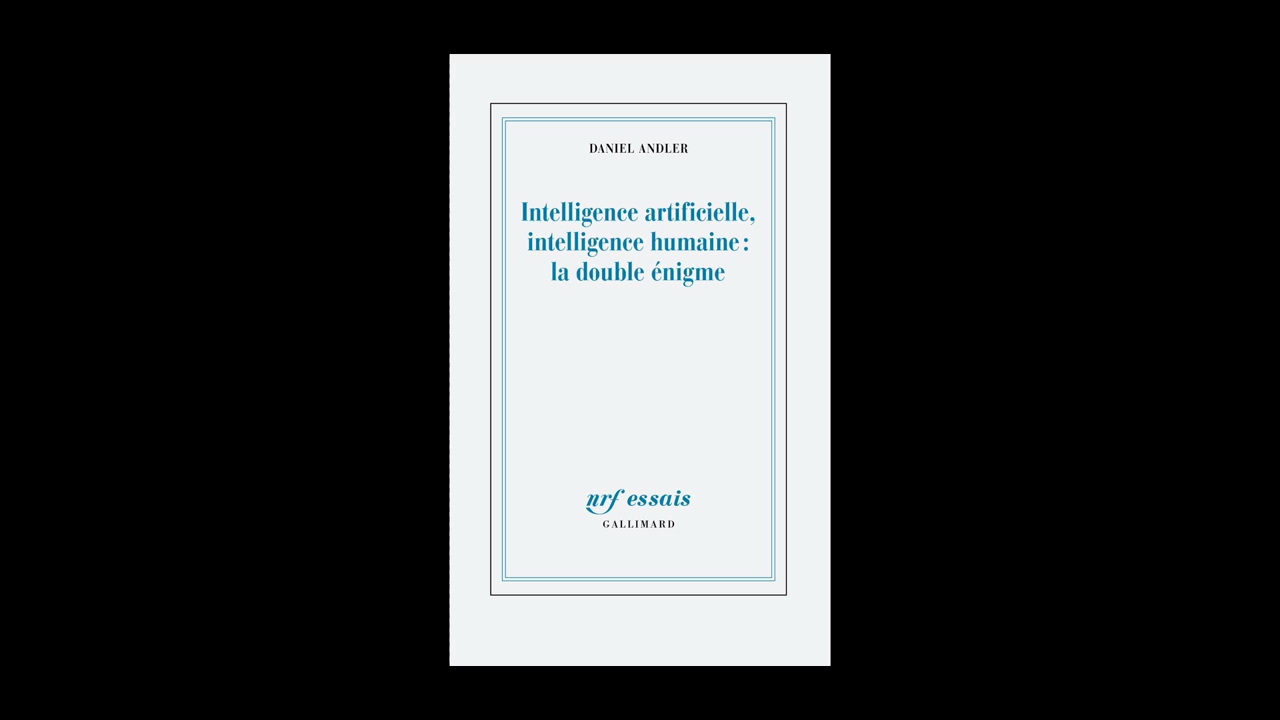 DANIEL ANDLER
Intelligence artificielle,
intelligence humaine :
la double énigme
nrf essais
GALLIMARD